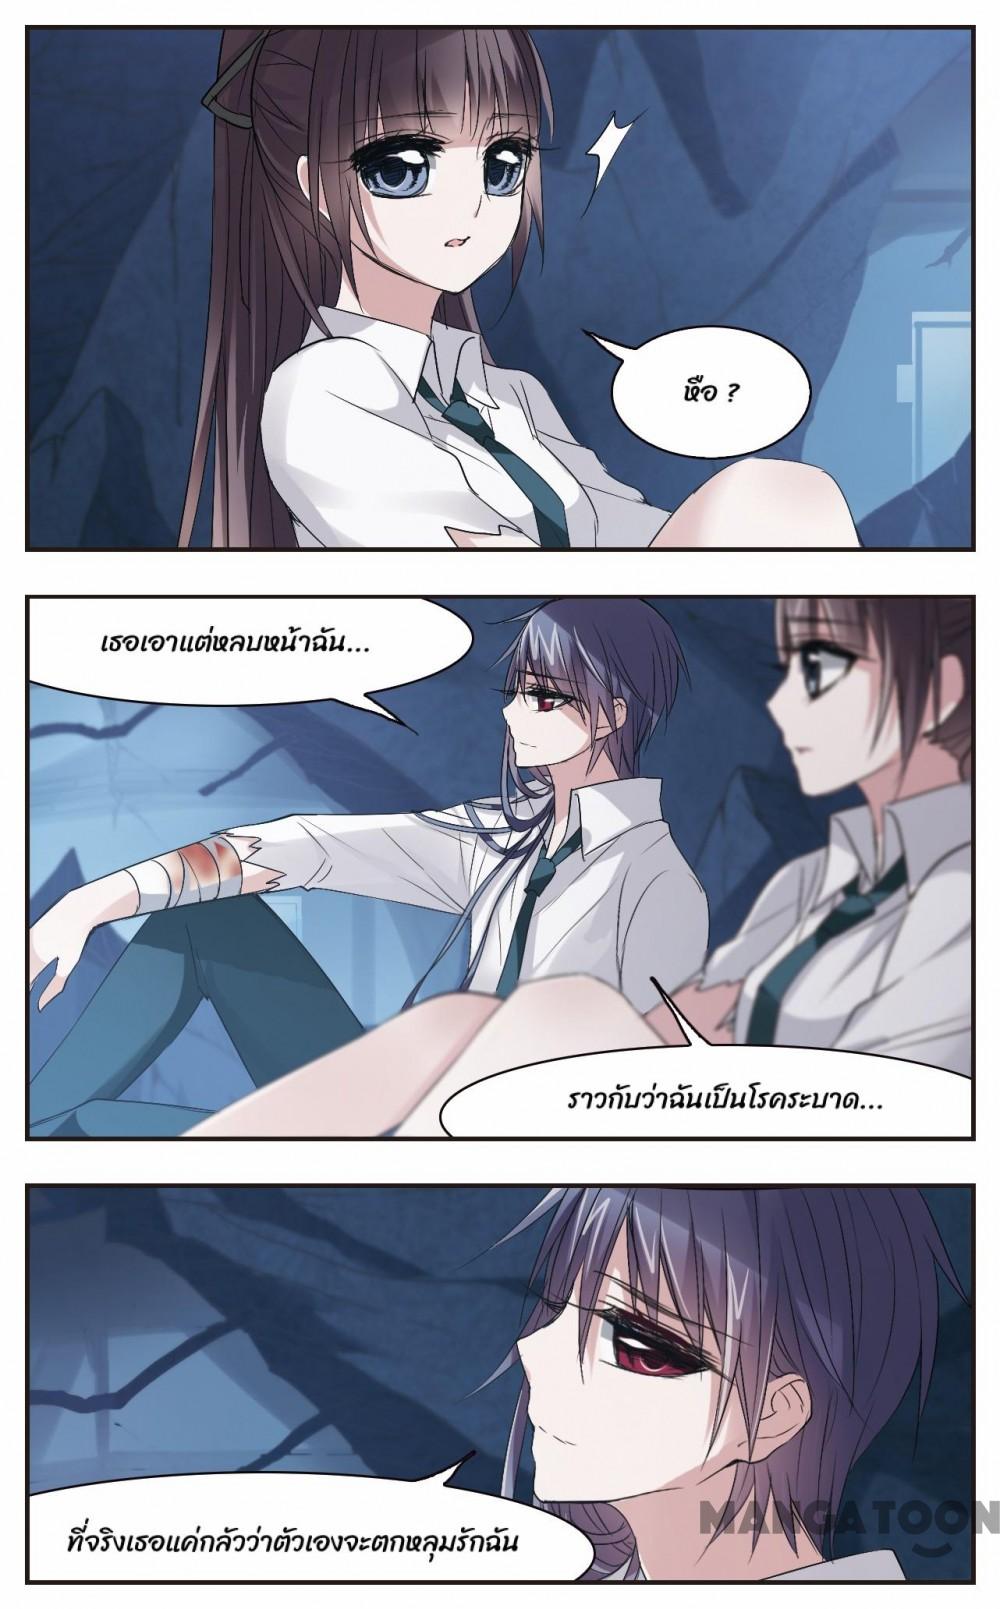 หือ ?
เธอเอาแต่หลบหน้าฉัน...
ราวกับว่าฉันเป็นโรคระบาด...
ที่จริงเธอแค่กลัวว่าตัวเองจะตกหลุมรักฉัน
MANGATOON